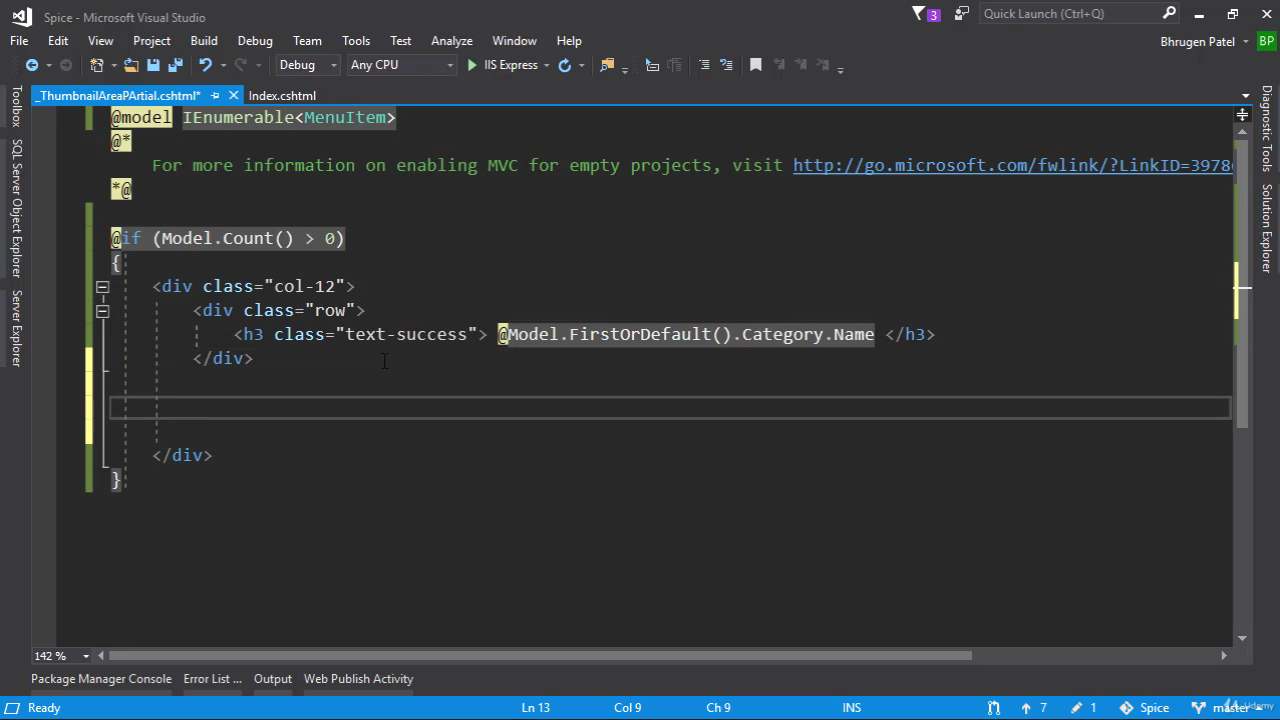 Spice - Microsoft Visual Studio
3
Quick Launch (Ctrl+Q)
File Edit View Project Build Debug Team Tools Test Analyze Window Help
Bhrugen Patel
BP
Debug Any CPU IIS Express
_ThumbnailAreaPArtial.cshtml* Index.cshtml
Toolbox
SQL Server Object Explorer
Server Explorer
Diagnostic Tools
Solution Explorer
@model IEnumerable<MenuItem>
@*
For more information on enabling MVC for empty projects, visit http://go.microsoft.com/fwlink/?LinkID=3978
*@
@if (Model.Count() > 0)
{
<div class="col-12">
<div class="row">
<h3 class="text-success"> @Model.FirstOrDefault().Category.Name </h3>
</div>
</div>
}
142 %
Package Manager Console Error List ... Output Web Publish Activity
Ready Ln 13 Col 9 Ch 9 INS 7 1 Spice master
Udemy